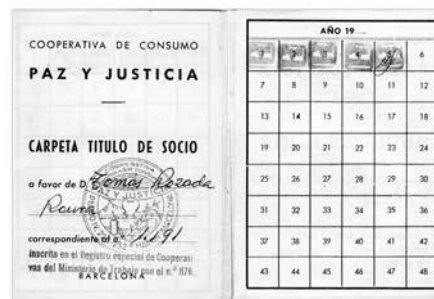 COOPERATIVA DE CONSUMO
PAZ Y JUSTICIA
CARPETA TITULO DE SOCIO
a favor de D. Tomas Rozada
correspondiente al n.º 1.191
Inscrita en el Registro especial de Cooperati-
vas del Ministerio de Trabajo con el n.º 876.
BARCELONA
AÑO 19
6
7 8 9 10 11 12
13 14 15 16 17 18
19 20 21 22 23 24
25 26 27 28 29 30
31 32 33 34 35 36
37 38 39 40 41 42
43 44 45 46 47 48